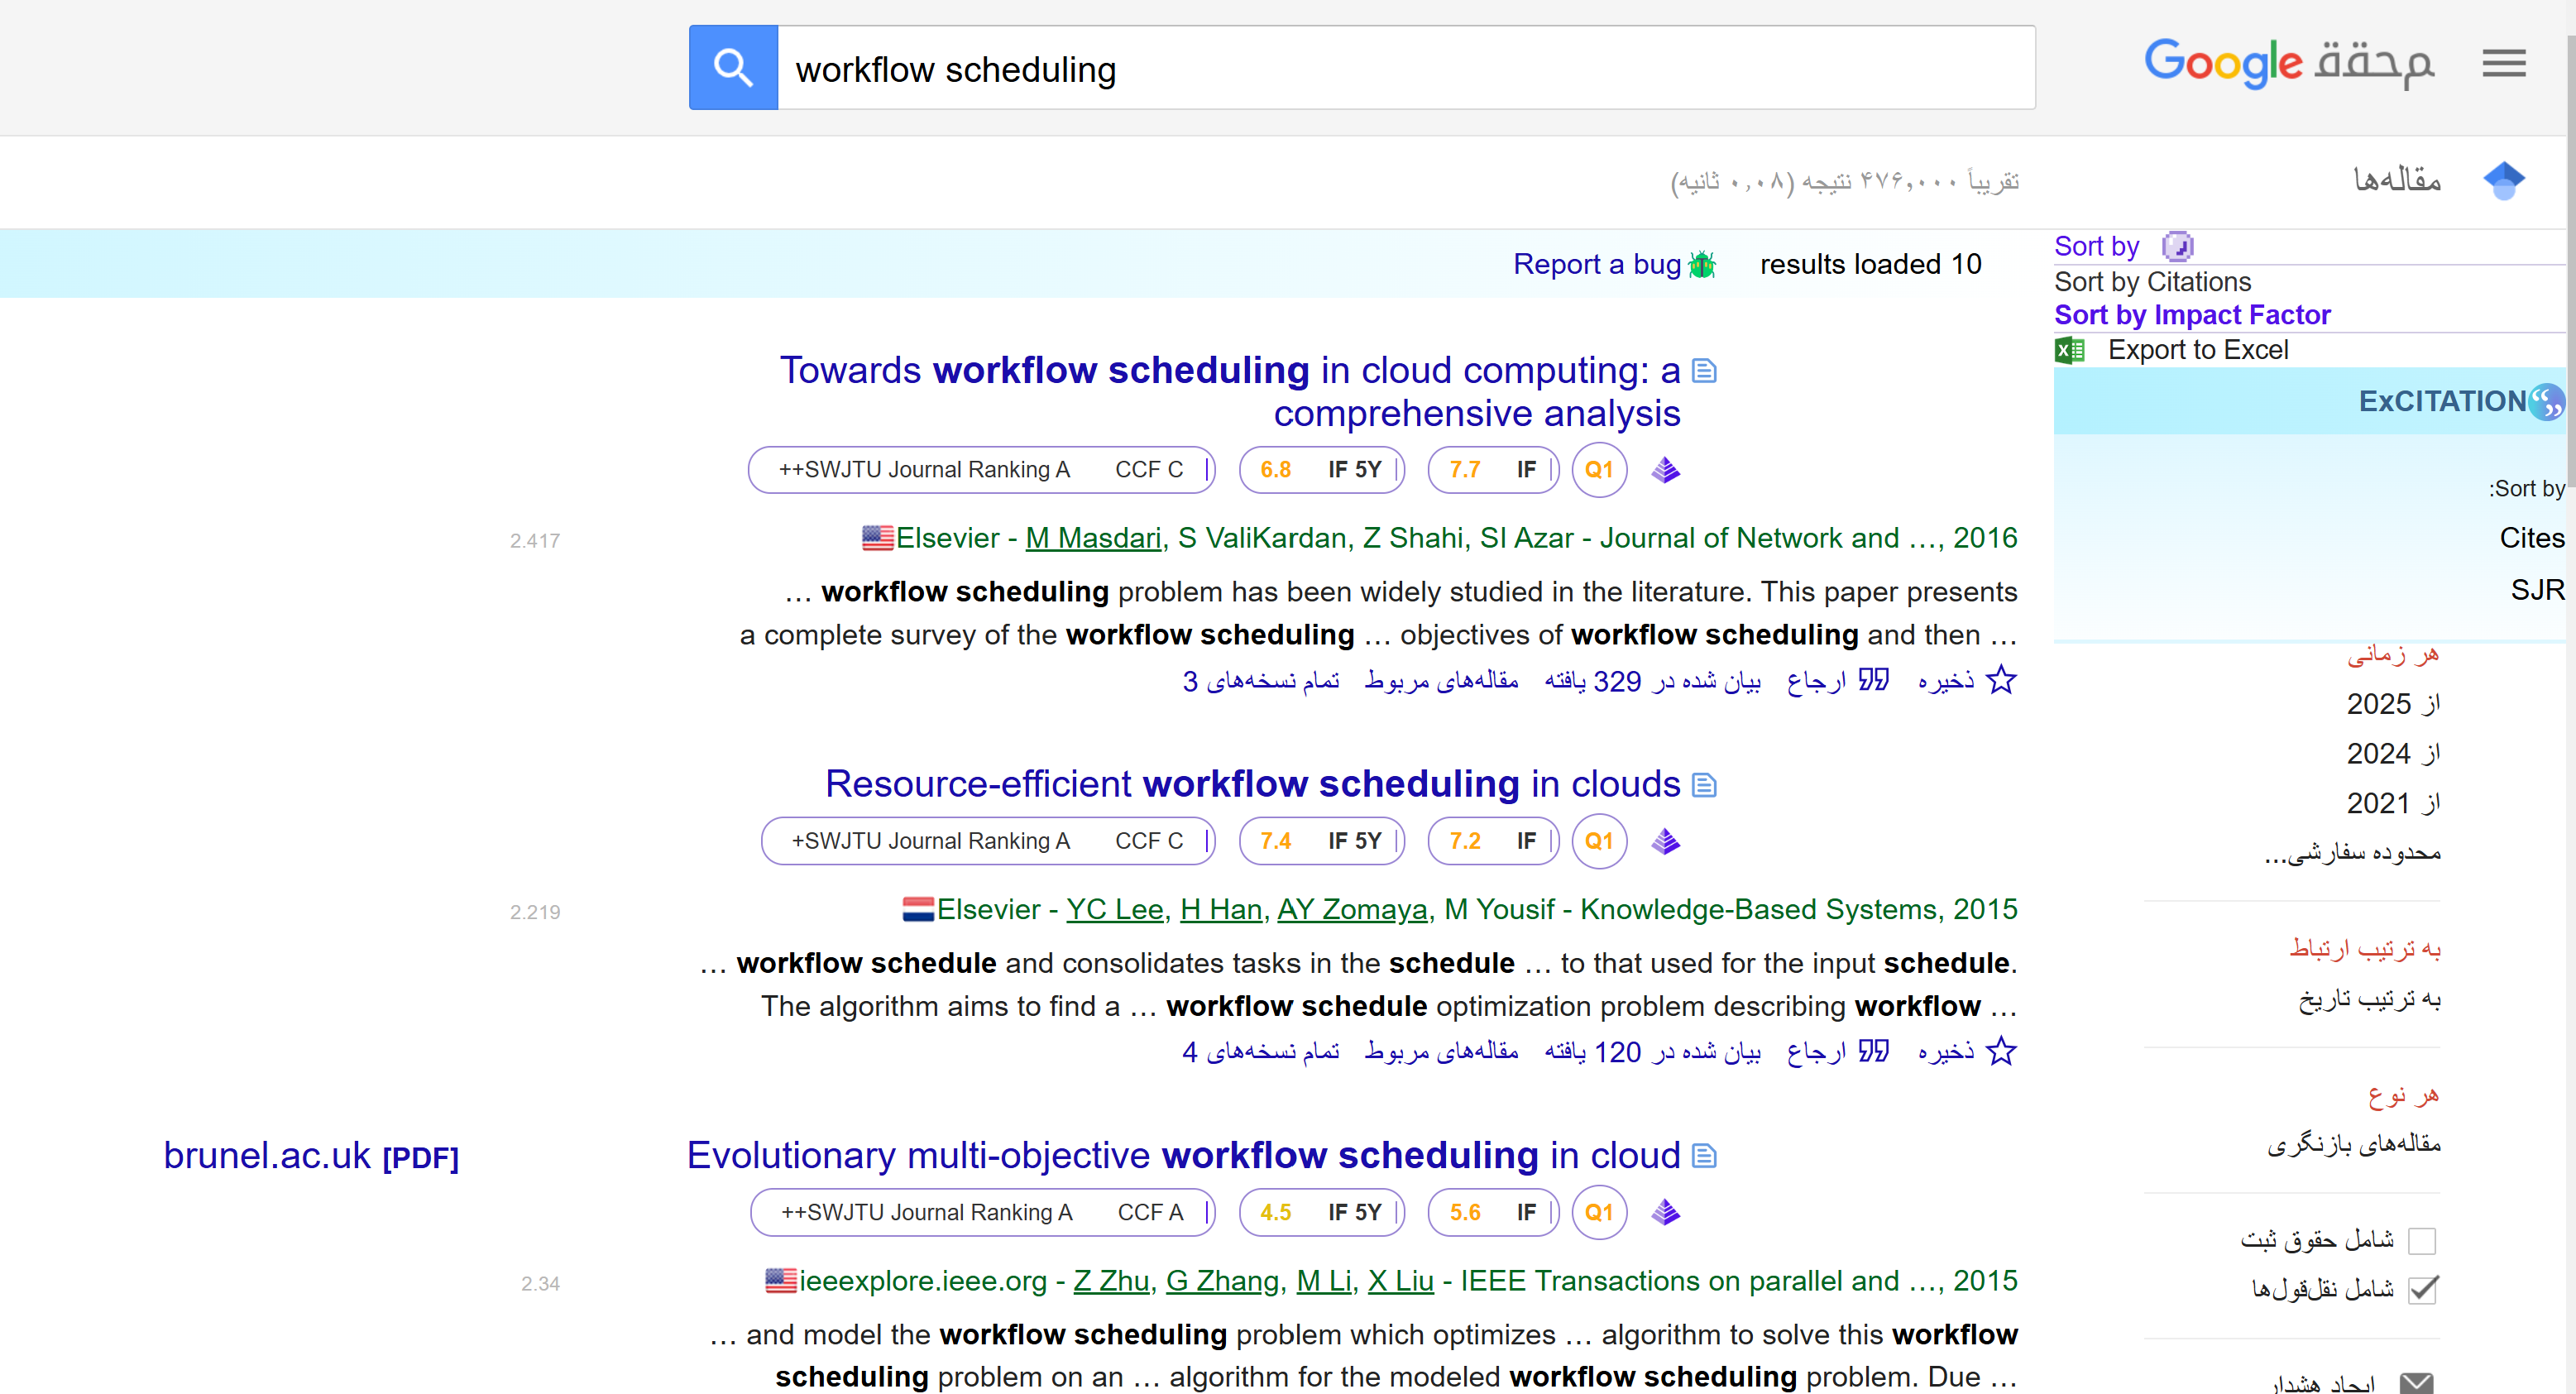 Google محققّ
workflow scheduling
مقاله‌ها
تقریباً ۴۷۶,۰۰۰ نتیجه (۰,۰۸ ثانیه)
results loaded 10
Report a bug
Sort by
Sort by Citations
Sort by Impact Factor
Export to Excel
ExCITATION
:Sort by
Cites
SJR
هر زمانی
از 2025
از 2024
از 2021
محدوده سفارشی...
به ترتیب ارتباط
به ترتیب تاریخ
هر نوع
مقاله‌های بازنگری
شامل حقوق ثبت
شامل نقل‌قول‌ها
ایجاد هشدار
Towards workflow scheduling in cloud computing: a
comprehensive analysis
++SWJTU Journal Ranking A CCF C 6.8 IF 5Y 7.7 IF Q1
Elsevier - M Masdari, S ValiKardan, Z Shahi, SI Azar - Journal of Network and …, 2016
2.417
… workflow scheduling problem has been widely studied in the literature. This paper presents
a complete survey of the workflow scheduling … objectives of workflow scheduling and then …
ذخیره ارجاع بیان شده در 329 یافته مقاله‌های مربوط تمام نسخه‌های 3
Resource-efficient workflow scheduling in clouds
+SWJTU Journal Ranking A CCF C 7.4 IF 5Y 7.2 IF Q1
Elsevier - YC Lee, H Han, AY Zomaya, M Yousif - Knowledge-Based Systems, 2015
2.219
… workflow schedule and consolidates tasks in the schedule … to that used for the input schedule.
The algorithm aims to find a … workflow schedule optimization problem describing workflow …
ذخیره ارجاع بیان شده در 120 یافته مقاله‌های مربوط تمام نسخه‌های 4
Evolutionary multi-objective workflow scheduling in cloud
brunel.ac.uk [PDF]
++SWJTU Journal Ranking A CCF A 4.5 IF 5Y 5.6 IF Q1
ieeexplore.ieee.org - Z Zhu, G Zhang, M Li, X Liu - IEEE Transactions on parallel and …, 2015
2.34
… and model the workflow scheduling problem which optimizes … algorithm to solve this workflow
scheduling problem on an … algorithm for the modeled workflow scheduling problem. Due …